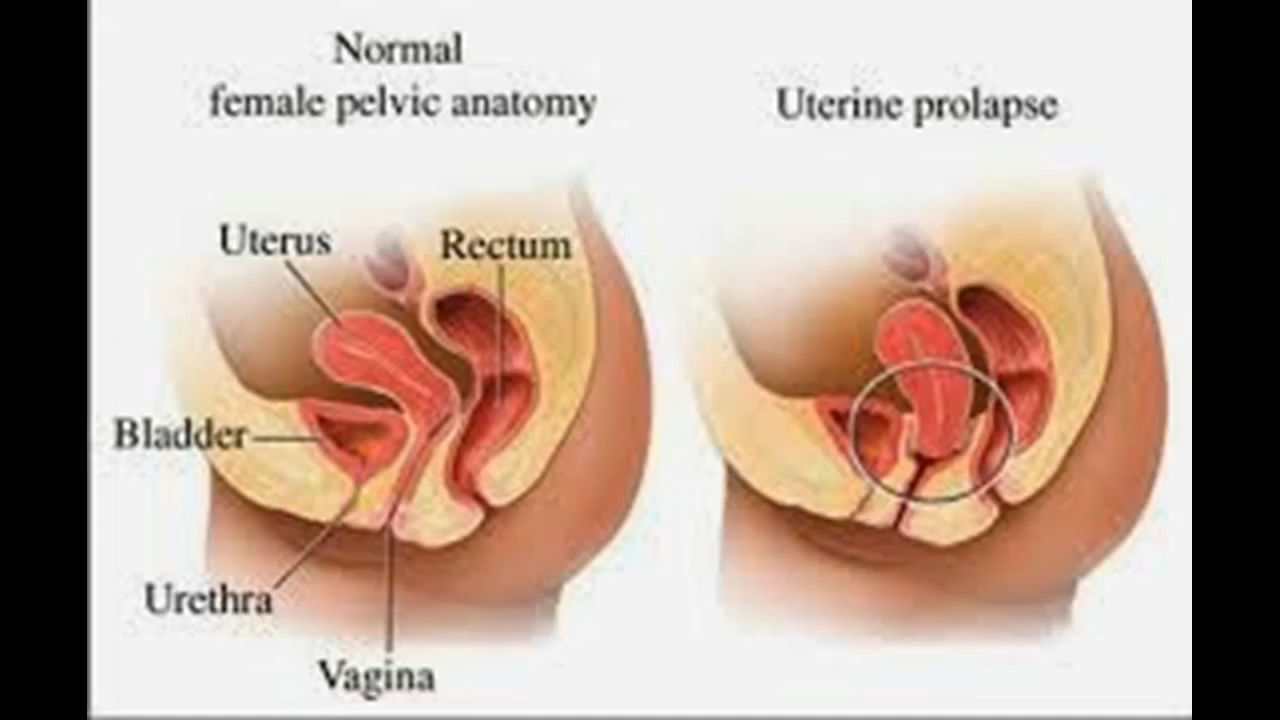 Normal
female pelvic anatomy
Uterine prolapse
Uterus
Rectum
Bladder
Urethra
Vagina